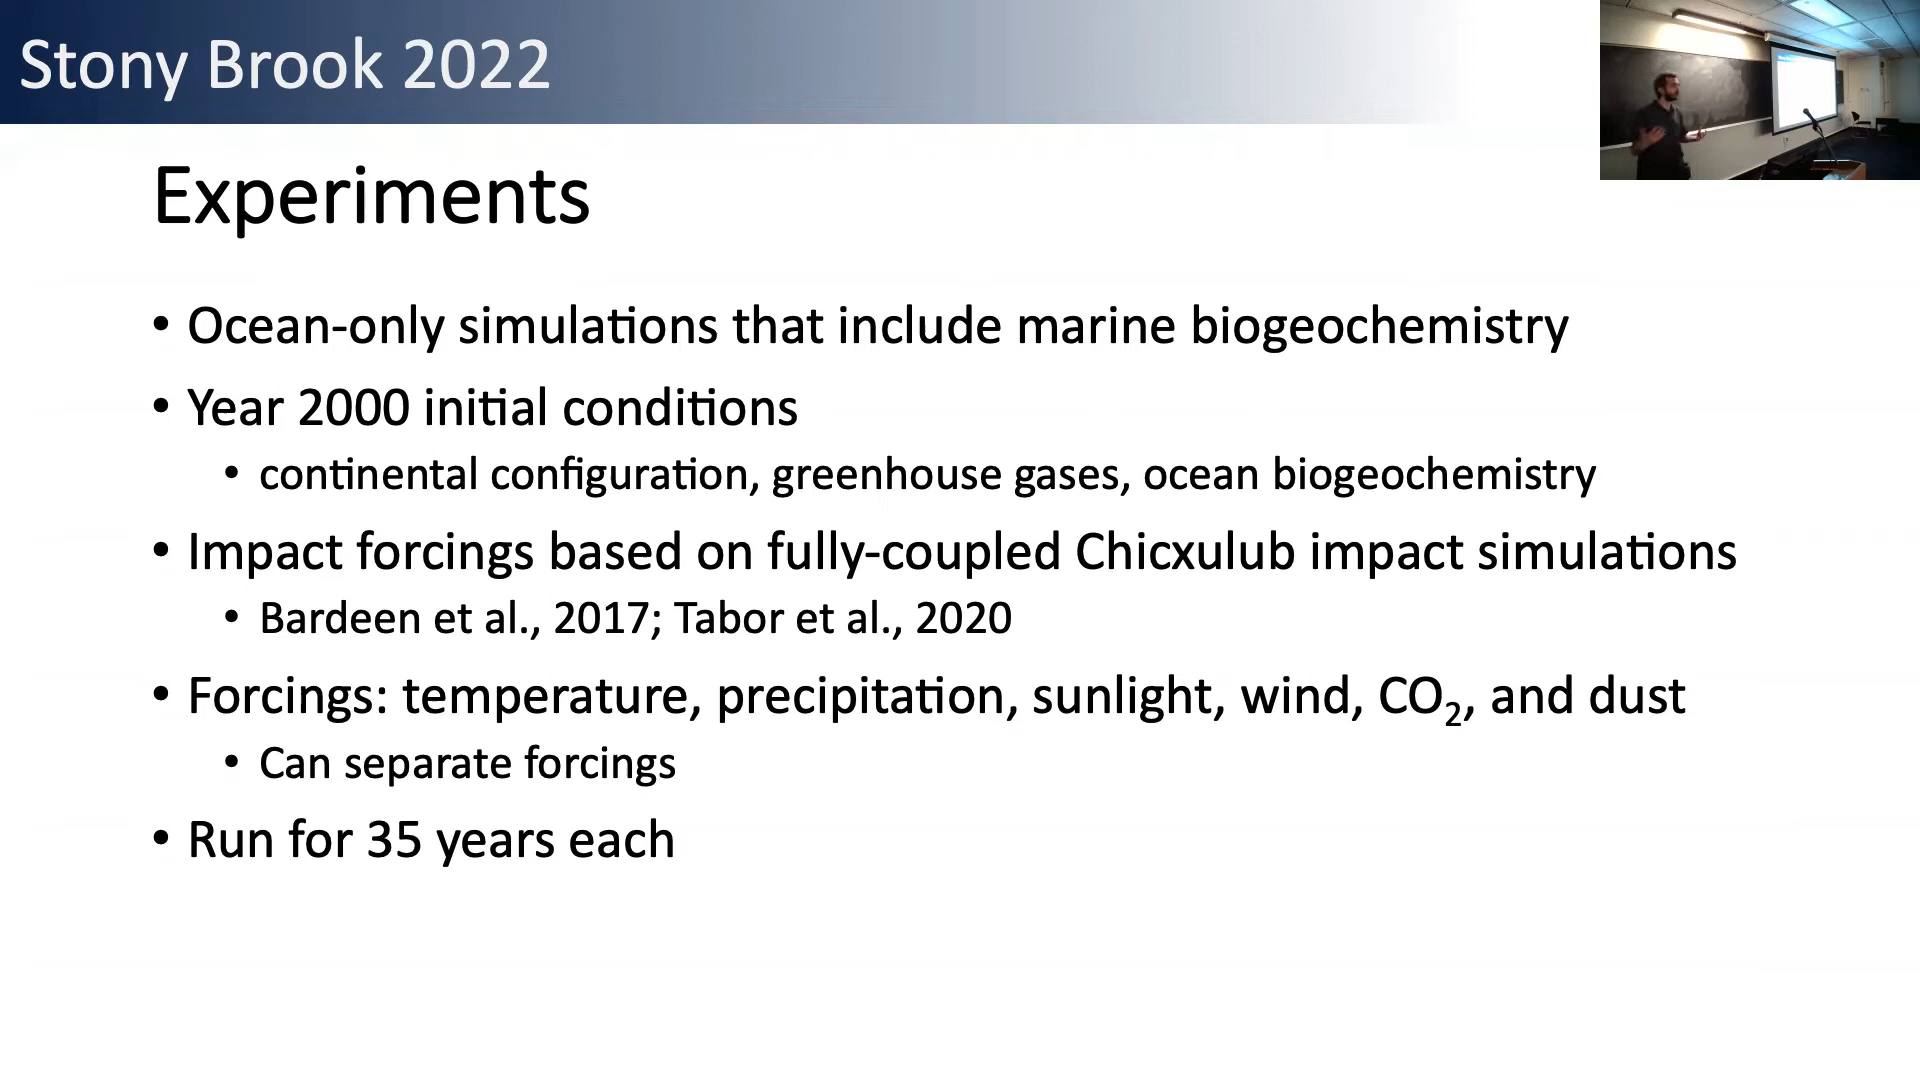 Stony Brook 2022
Experiments
• Ocean-only simulations that include marine biogeochemistry
• Year 2000 initial conditions
• continental configuration, greenhouse gases, ocean biogeochemistry
• Impact forcings based on fully-coupled Chicxulub impact simulations
• Bardeen et al., 2017; Tabor et al., 2020
• Forcings: temperature, precipitation, sunlight, wind, CO₂, and dust
• Can separate forcings
• Run for 35 years each